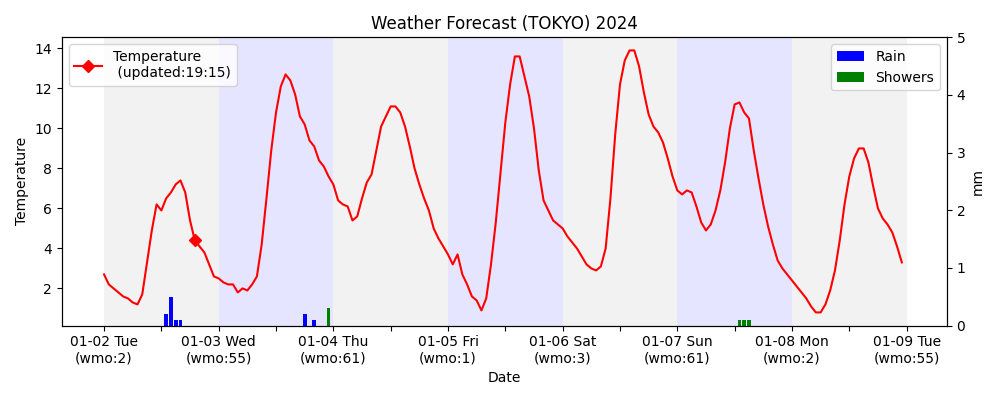 Weather Forecast (TOKYO) 2024
Temperature
(updated:19:15)
Rain
Showers
14
12
10
8
6
4
2
Temperature
5
4
3
2
1
0
mm
01-02 Tue 01-03 Wed 01-04 Thu 01-05 Fri 01-06 Sat 01-07 Sun 01-08 Mon 01-09 Tue
(wmo:2) (wmo:55) (wmo:61) (wmo:1) (wmo:3) (wmo:61) (wmo:2) (wmo:55)
Date